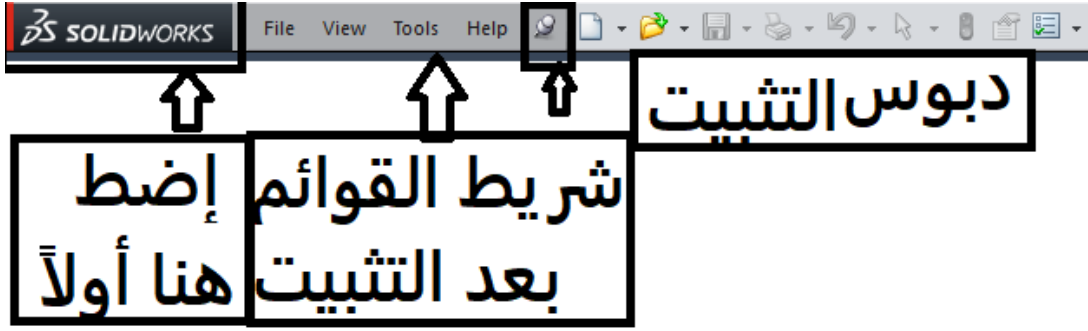 SOLIDWORKS File View Tools Help
دبوس التثبيت
شريط القوائم
بعد التثبيت
إضط
هنا أولاً